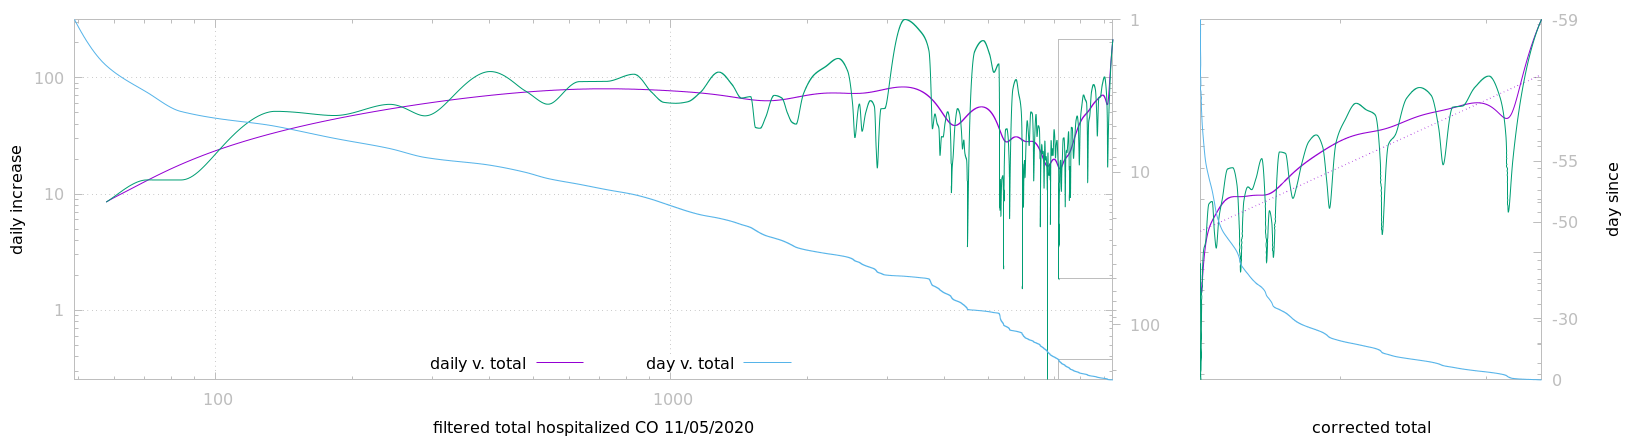 daily increase
100
10
1
100
1000
1
10
100
daily v. total
day v. total
filtered total hospitalized CO 11/05/2020
-59
-55
-50
-30
0
day since
corrected total